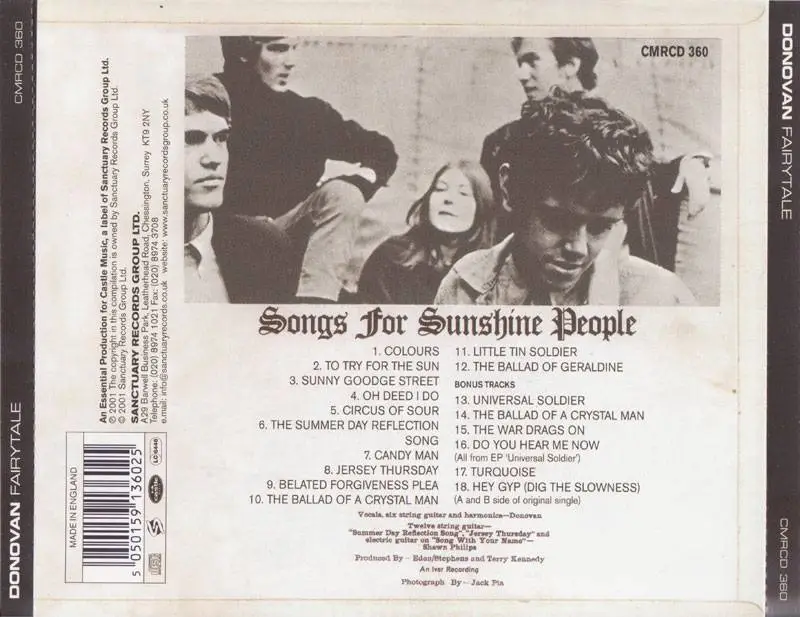 DONOVAN FAIRYTALE
CMRCD 360
An Essential Production for Castle Music, a label of Sanctuary Records Group Ltd.
℗ 2001 The copyright in this compilation is owned by Sanctuary Records Group Ltd.
© 2001 Sanctuary Records Group Ltd.
SANCTUARY RECORDS GROUP LTD.
A29 Barwell Business Park, Leatherhead Road, Chessington, Surrey KT9 2NY
Telephone: (020) 8974 1021 Fax: (020) 8974 3708
e.mail: info@sanctuaryrecords.co.uk website: www.sanctuaryrecordsgroup.co.uk
MADE IN ENGLAND
5 050159 136025
LC 6448
CMRCD 360
Songs For Sunshine People
1. COLOURS
2. TO TRY FOR THE SUN
3. SUNNY GOODGE STREET
4. OH DEED I DO
5. CIRCUS OF SOUR
6. THE SUMMER DAY REFLECTION
SONG
7. CANDY MAN
8. JERSEY THURSDAY
9. BELATED FORGIVENESS PLEA
10. THE BALLAD OF A CRYSTAL MAN
11. LITTLE TIN SOLDIER
12. THE BALLAD OF GERALDINE
BONUS TRACKS
13. UNIVERSAL SOLDIER
14. THE BALLAD OF A CRYSTAL MAN
15. THE WAR DRAGS ON
16. DO YOU HEAR ME NOW
(All from EP 'Universal Soldier')
17. TURQUOISE
18. HEY GYP (DIG THE SLOWNESS)
(A and B side of original single)
Vocals, six string guitar and harmonica—Donovan
Twelve string guitar—
"Summer Day Reflection Song", "Jersey Thursday" and
electric guitar on "Song With Your Name"—
Shawn Philips
Produced By – Eden/Stephens and Terry Kennedy
An Iver Recording
Photograph By – Jack Pia
DONOVAN FAIRYTALE
CMRCD 360